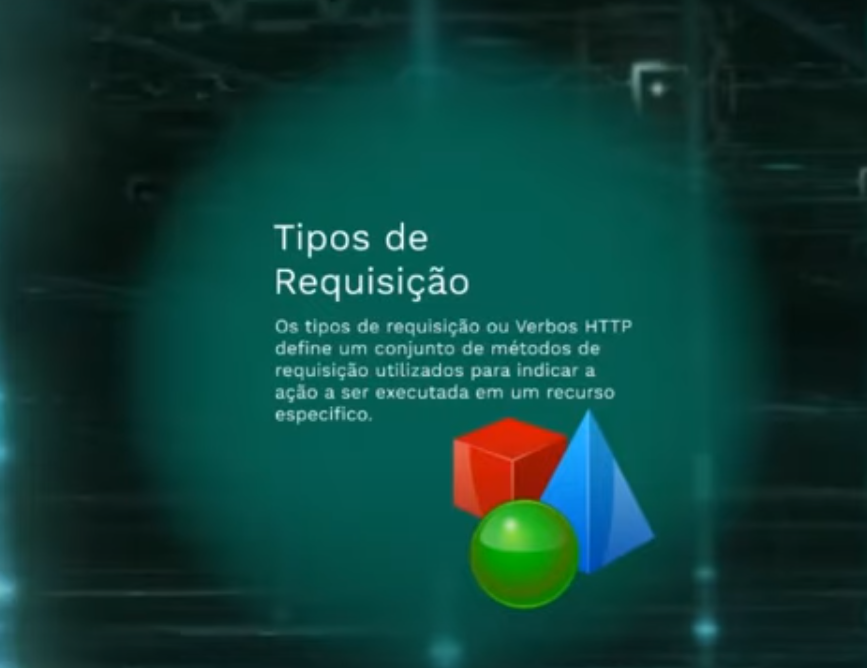 Tipos de
Requisição
Os tipos de requisição ou Verbos HTTP
define um conjunto de métodos de
requisição utilizados para indicar a
ação a ser executada em um recurso
especifico.